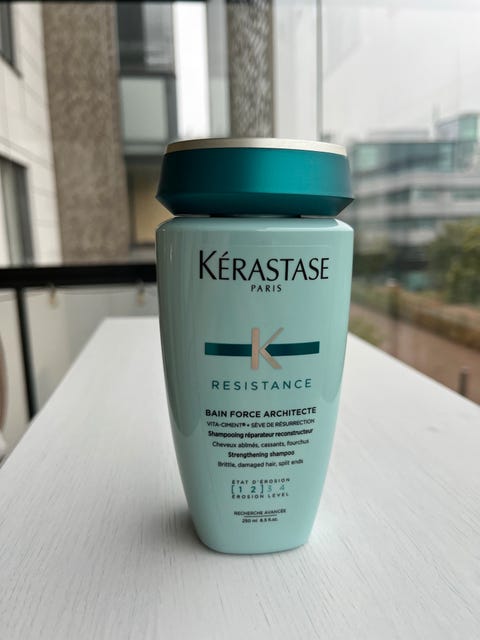 KÉRASTASE
PARIS
K
RESISTANCE
BAIN FORCE ARCHITECTE
VITA-CIMENT® + SÈVE DE RÉSURRECTION
Shampooing réparateur reconstructeur
Cheveux abîmés, cassants, fourchus
Strengthening shampoo
Brittle, damaged hair, split ends
ÉTAT D'ÉROSION
[1 2] 3 4
EROSION LEVEL
RECHERCHE AVANCÉE
250 ml 8.5 fl.oz.